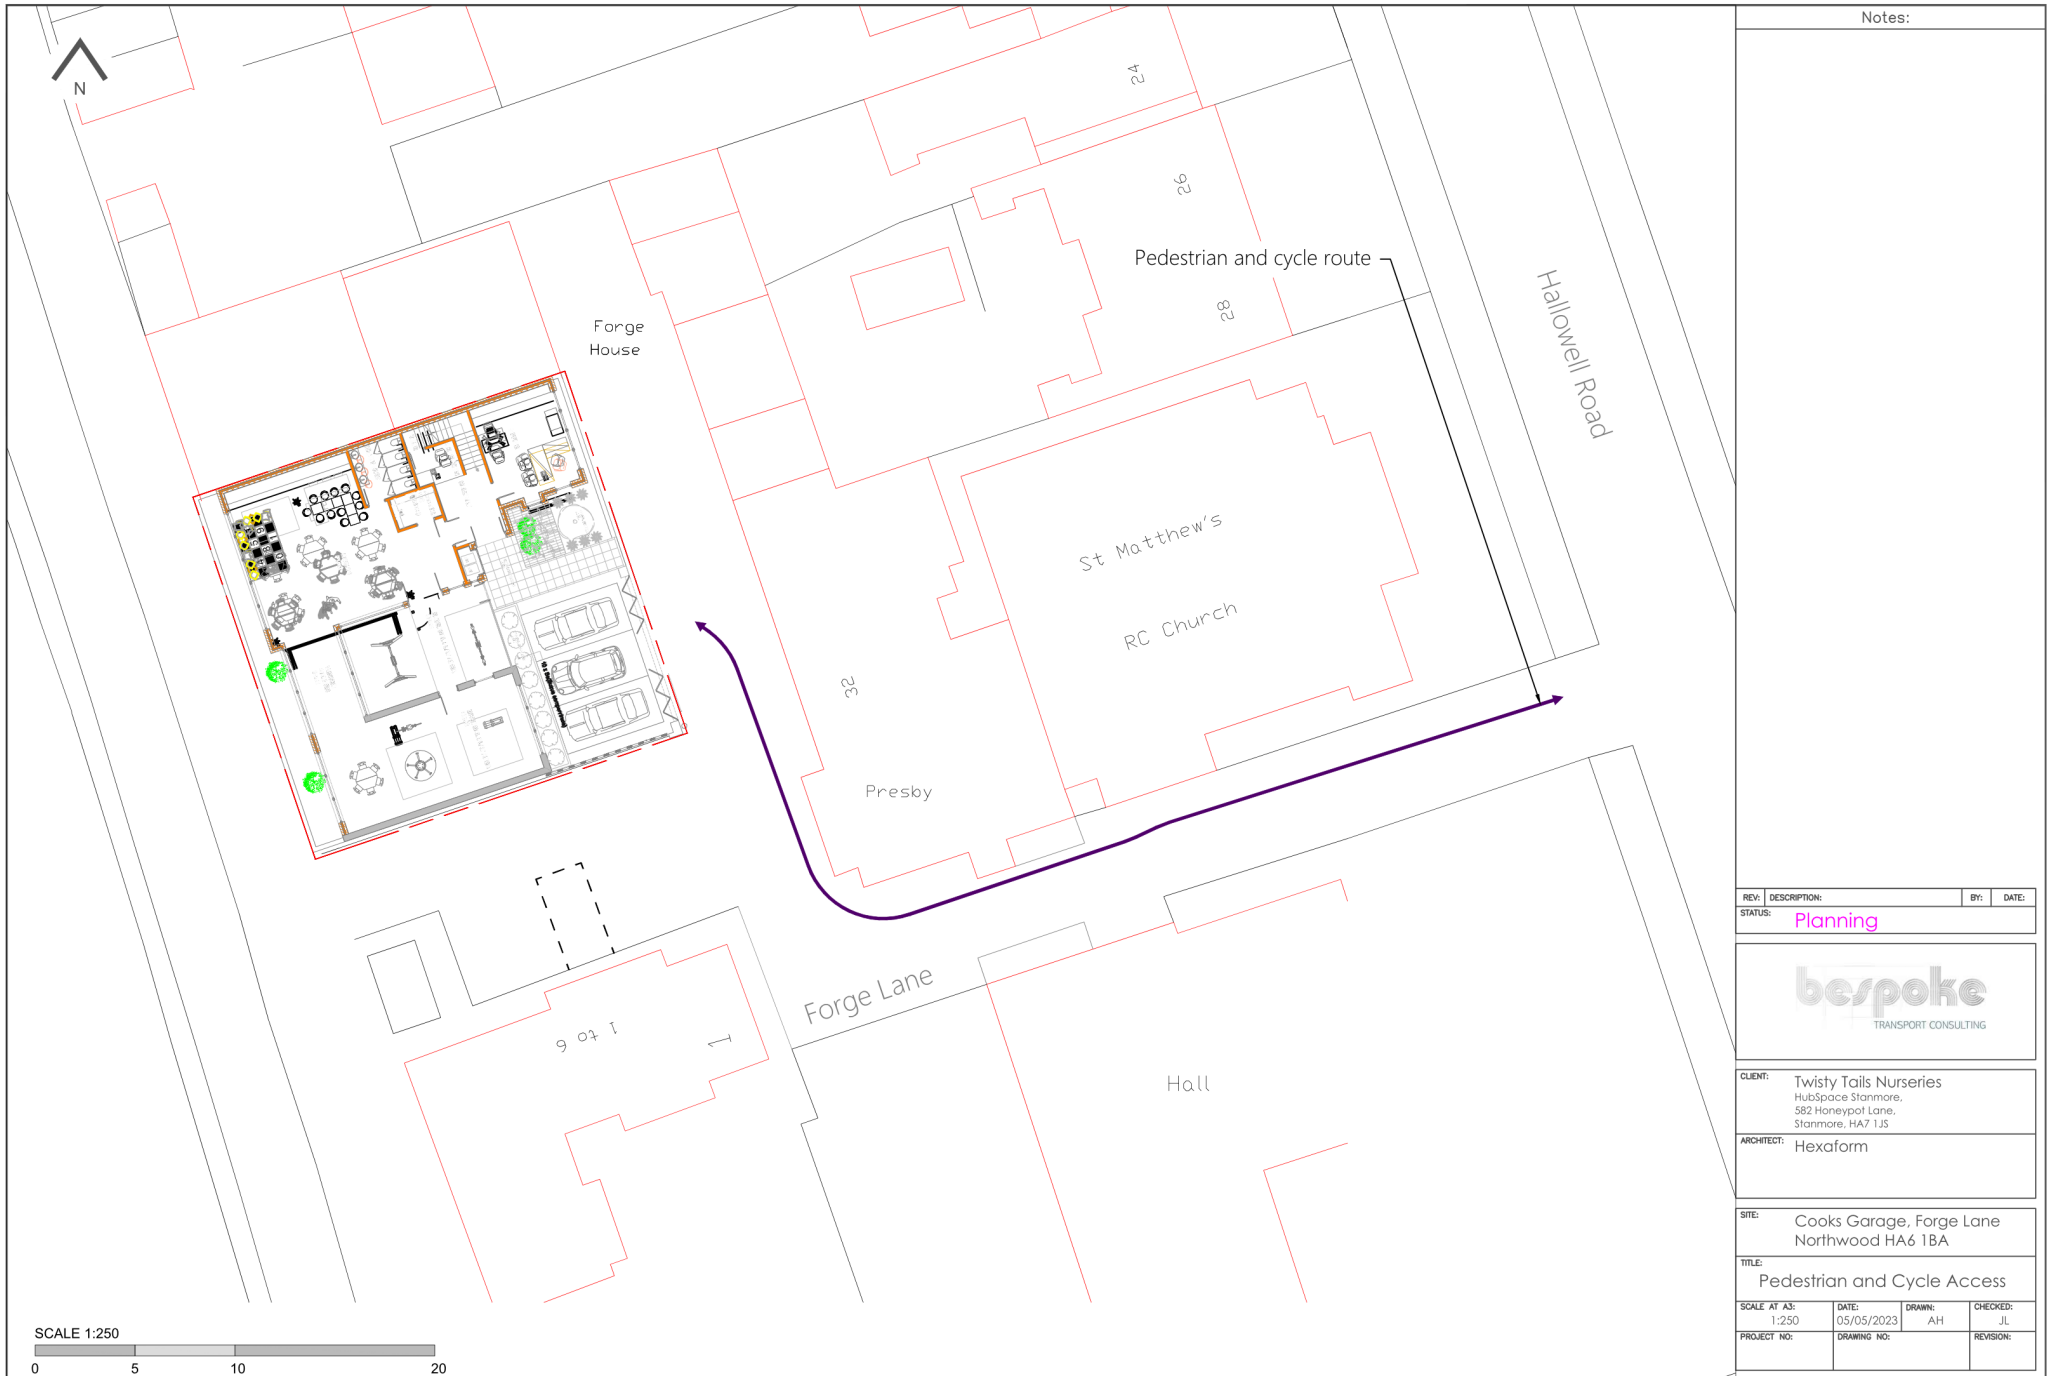 Notes:
N
24
26
Pedestrian and cycle route
28
Hallowell Road
Forge
House
St Matthew's
RC Church
32
Presby
Forge Lane
1 to 6
1
Hall
REV: DESCRIPTION: BY: DATE:
STATUS: Planning
bespoke
TRANSPORT CONSULTING
CLIENT: Twisty Tails Nurseries
HubSpace Stanmore,
582 Honeypot Lane,
Stanmore, HA7 1JS
ARCHITECT: Hexaform
SITE: Cooks Garage, Forge Lane
Northwood HA6 1BA
TITLE:
Pedestrian and Cycle Access
SCALE AT A3: DATE: DRAWN: CHECKED:
1:250 05/05/2023 AH JL
PROJECT NO: DRAWING NO: REVISION:
SCALE 1:250
0 5 10 20